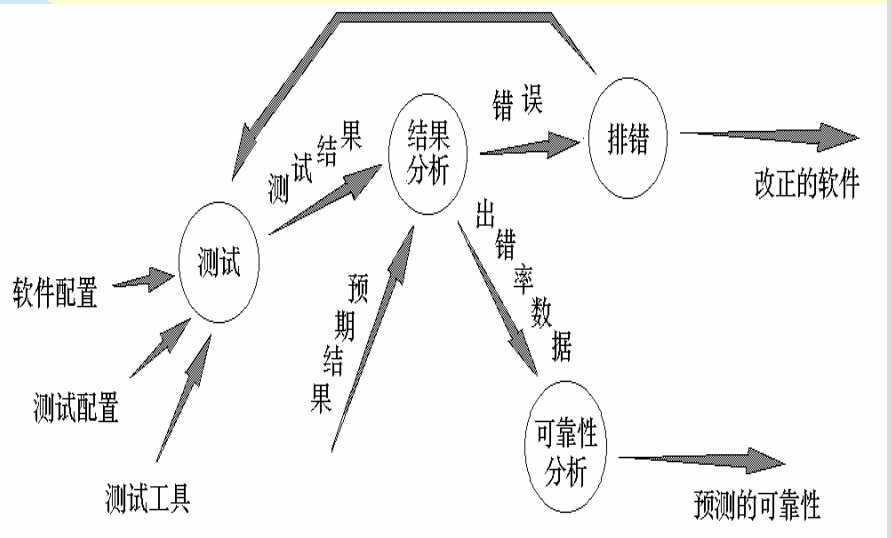 错误
测试结果
结果
分析
排错
改正的软件
出错率数据
测试
预期结果
软件配置
测试配置
测试工具
可靠性
分析
预测的可靠性